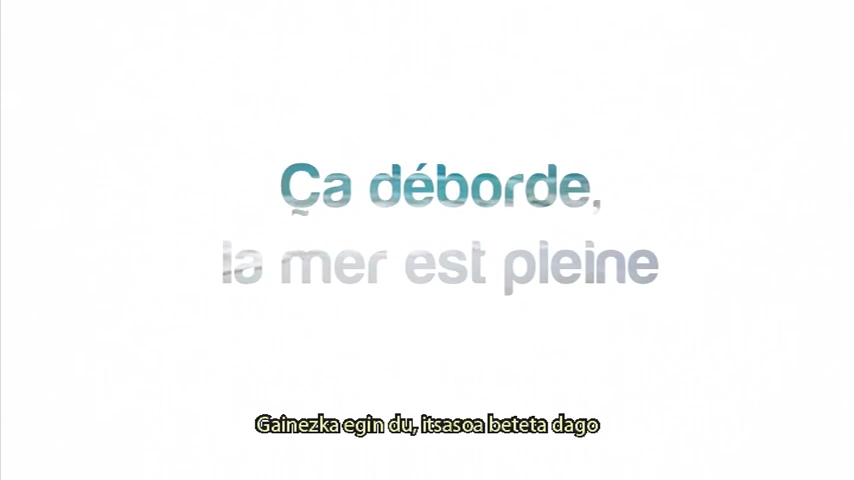 Ça déborde,
la mer est pleine
Gainezka egin du, itsasoa beteta dago